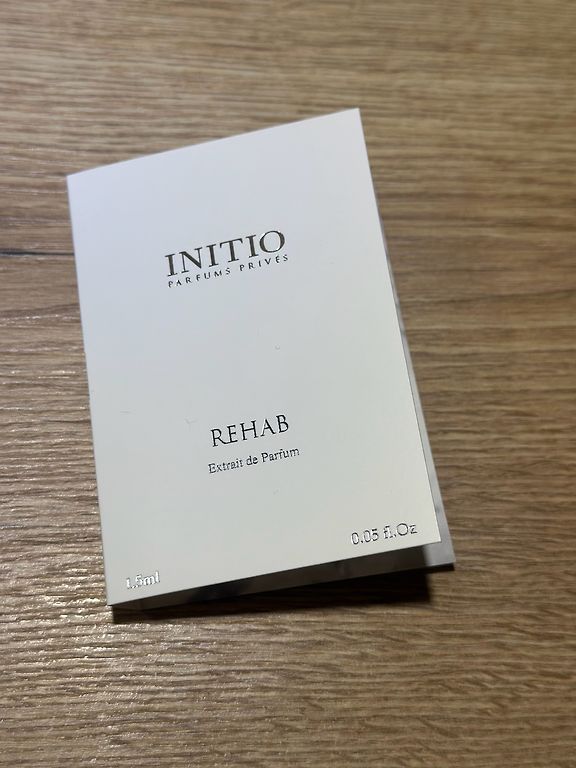 INITIO
PARFUMS PRIVÉS
REHAB
Extrait de Parfum
1.5ml
0.05 fl.Oz